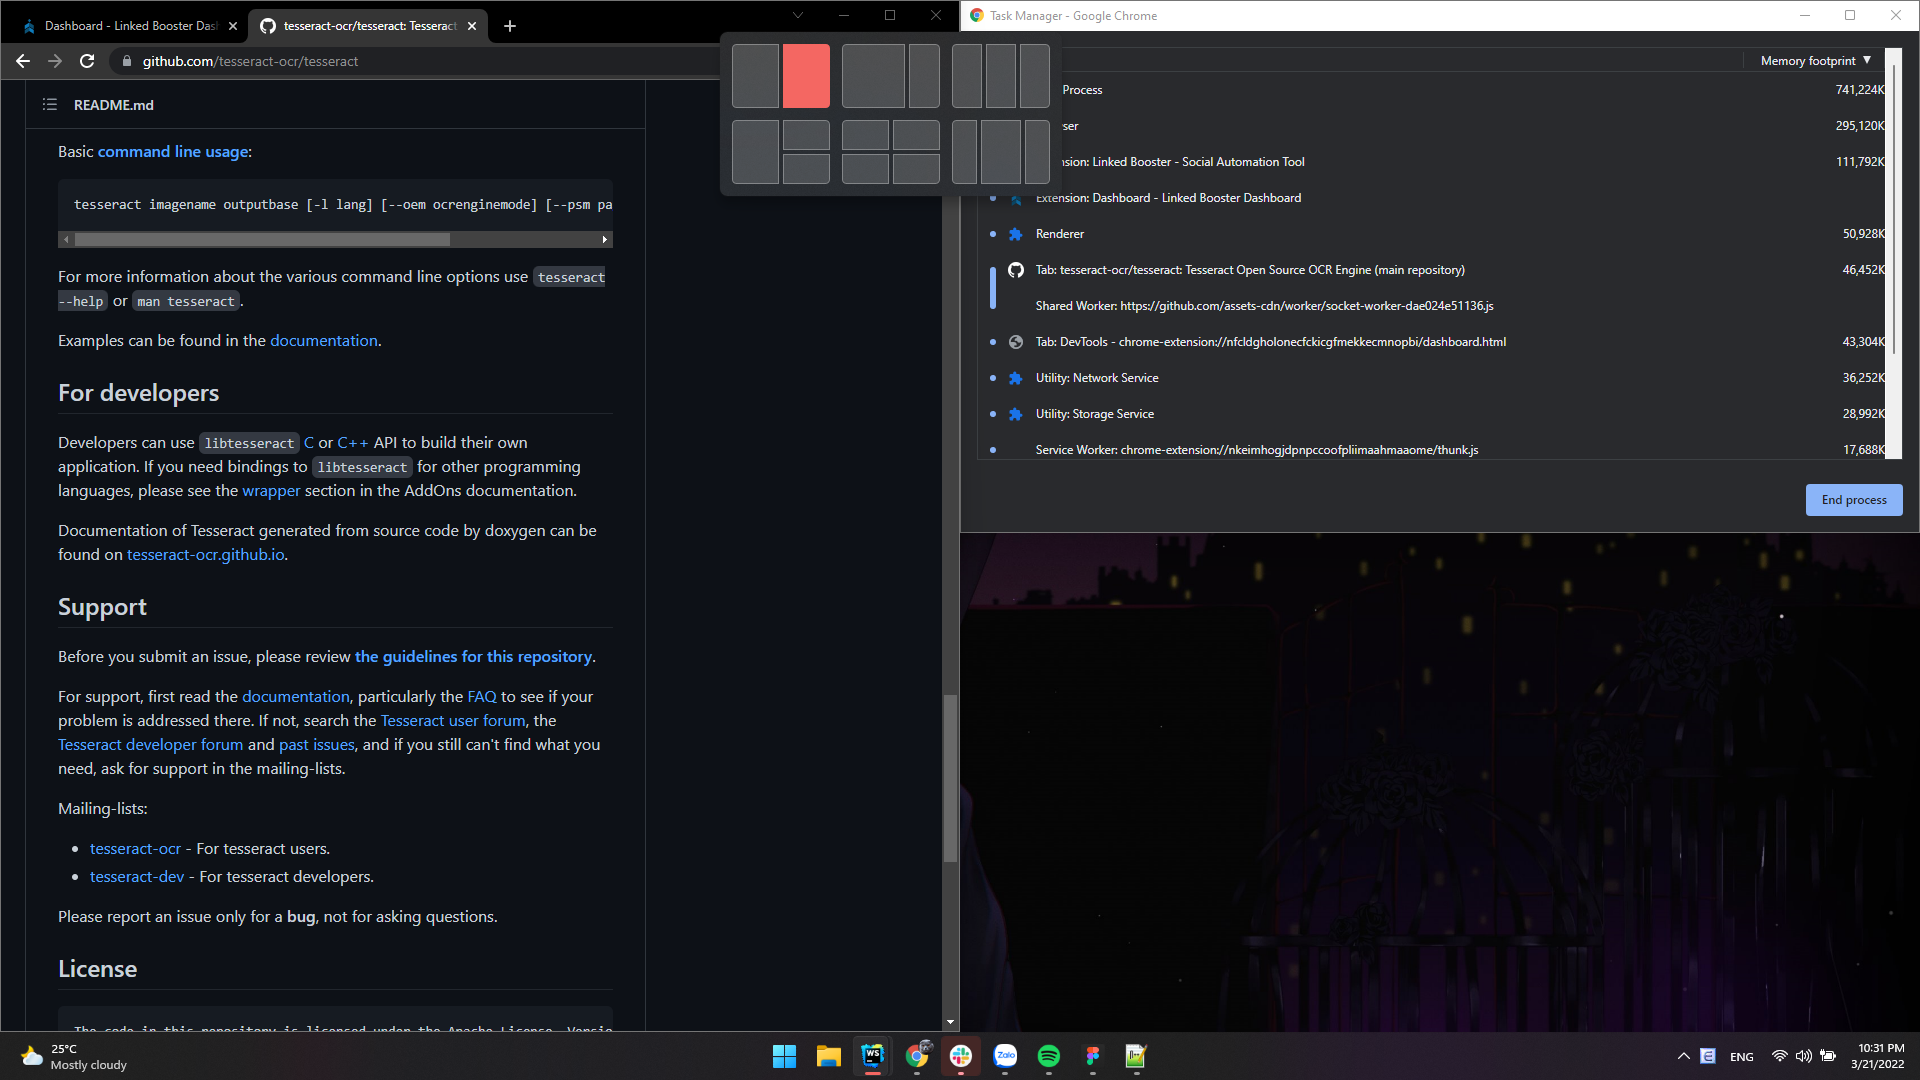 Dashboard - Linked Booster Das
tesseract-ocr/tesseract: Tesseract
github.com/tesseract-ocr/tesseract
README.md
Basic command line usage:
tesseract imagename outputbase [-l lang] [--oem ocrenginemode] [--psm pa
For more information about the various command line options use tesseract
--help or man tesseract.
Examples can be found in the documentation.
For developers
Developers can use libtesseract C or C++ API to build their own
application. If you need bindings to libtesseract for other programming
languages, please see the wrapper section in the AddOns documentation.
Documentation of Tesseract generated from source code by doxygen can be
found on tesseract-ocr.github.io.
Support
Before you submit an issue, please review the guidelines for this repository.
For support, first read the documentation, particularly the FAQ to see if your
problem is addressed there. If not, search the Tesseract user forum, the
Tesseract developer forum and past issues, and if you still can't find what you
need, ask for support in the mailing-lists.
Mailing-lists:
• tesseract-ocr - For tesseract users.
• tesseract-dev - For tesseract developers.
Please report an issue only for a bug, not for asking questions.
License
The code in this repository is licensed under the Apache License, Versio
Task Manager - Google Chrome
Memory footprint ▼
Process 741,224K
ser 295,120K
sion: Linked Booster - Social Automation Tool 111,792K
Extension: Dashboard - Linked Booster Dashboard
Renderer 50,928K
Tab: tesseract-ocr/tesseract: Tesseract Open Source OCR Engine (main repository) 46,452K
Shared Worker: https://github.com/assets-cdn/worker/socket-worker-dae024e51136.js
Tab: DevTools - chrome-extension://nfcldgholonecfckicgfmekkecmnopbi/dashboard.html 43,304K
Utility: Network Service 36,252K
Utility: Storage Service 28,992K
Service Worker: chrome-extension://nkeimhogjdpnpccoofpliimaahmaaome/thunk.js 17,688K
End process
25°C
Mostly cloudy
WS
Zalo
E
ENG
10:31 PM
3/21/2022